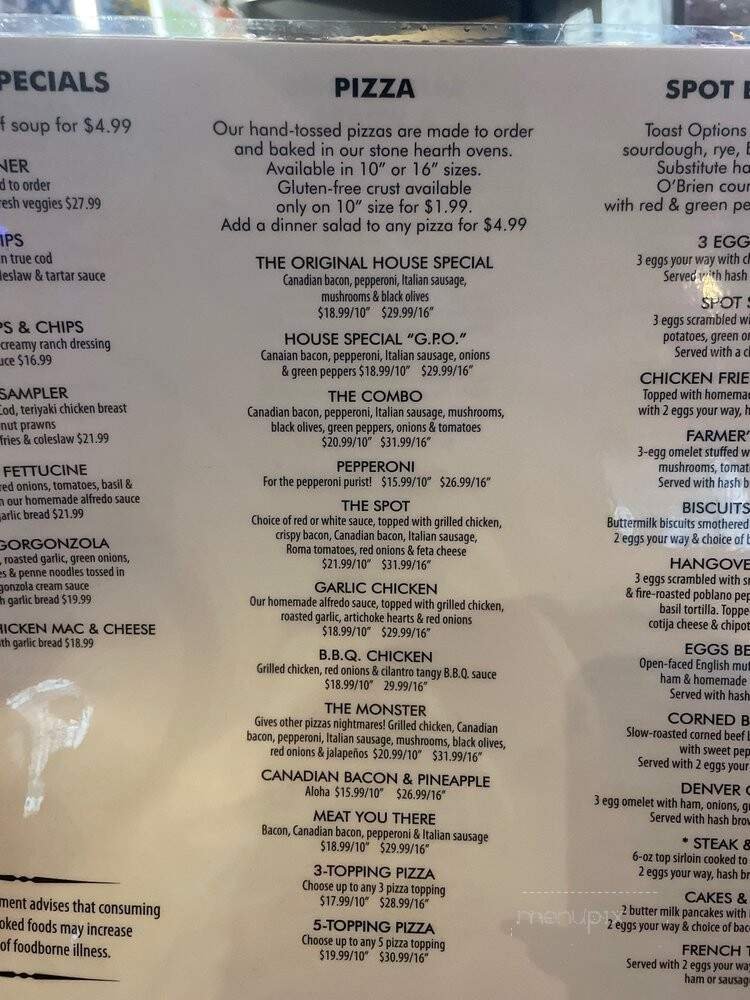 PECIALS
f soup for $4.99
NER
d to order
resh veggies $27.99
IPS
n true cod
leslaw & tartar sauce
PS & CHIPS
creamy ranch dressing
uce $16.99
SAMPLER
Cod, teriyaki chicken breast
nut prawns
fries & coleslaw $21.99
FETTUCINE
red onions, tomatoes, basil &
n our homemade alfredo sauce
garlic bread $21.99
GORGONZOLA
, roasted garlic, green onions,
es & penne noodles tossed in
gonzola cream sauce
h garlic bread $19.99
HICKEN MAC & CHEESE
ith garlic bread $18.99
ment advises that consuming
oked foods may increase
of foodborne illness.
PIZZA
Our hand-tossed pizzas are made to order
and baked in our stone hearth ovens.
Available in 10" or 16" sizes.
Gluten-free crust available
only on 10" size for $1.99.
Add a dinner salad to any pizza for $4.99
THE ORIGINAL HOUSE SPECIAL
Canadian bacon, pepperoni, Italian sausage,
mushrooms & black olives
$18.99/10" $29.99/16"
HOUSE SPECIAL "G.P.O."
Canaian bacon, pepperoni, Italian sausage, onions
& green peppers $18.99/10" $29.99/16"
THE COMBO
Canadian bacon, pepperoni, Italian sausage, mushrooms,
black olives, green peppers, onions & tomatoes
$20.99/10" $31.99/16"
PEPPERONI
For the pepperoni purist! $15.99/10" $26.99/16"
THE SPOT
Choice of red or white sauce, topped with grilled chicken,
crispy bacon, Canadian bacon, Italian sausage,
Roma tomatoes, red onions & feta cheese
$21.99/10" $31.99/16"
GARLIC CHICKEN
Our homemade alfredo sauce, topped with grilled chicken,
roasted garlic, artichoke hearts & red onions
$18.99/10" $29.99/16"
B.B.Q. CHICKEN
Grilled chicken, red onions & cilantro tangy B.B.Q. sauce
$18.99/10" 29.99/16"
THE MONSTER
Gives other pizzas nightmares! Grilled chicken, Canadian
bacon, pepperoni, Italian sausage, mushrooms, black olives,
red onions & jalapeños $20.99/10" $31.99/16"
CANADIAN BACON & PINEAPPLE
Aloha $15.99/10" $26.99/16"
MEAT YOU THERE
Bacon, Canadian bacon, pepperoni & Italian sausage
$18.99/10" $29.99/16"
3-TOPPING PIZZA
Choose up to any 3 pizza topping
$17.99/10" $28.99/16"
5-TOPPING PIZZA
Choose up to any 5 pizza topping
$19.99/10" $30.99/16"
SPOT
Toast Options
sourdough, rye,
Substitute ha
O'Brien cour
with red & green pe
3 EGG
3 eggs your way with ch
Served with hash
SPOT S
3 eggs scrambled wi
potatoes, green or
Served with a c
CHICKEN FRIE
Topped with homemad
with 2 eggs your way, h
FARMER'
3-egg omelet stuffed w
mushrooms, tomat
Served with hash b
BISCUITS
Buttermilk biscuits smothered
2 eggs your way & choice of b
HANGOVE
3 eggs scrambled with sm
& fire-roasted poblano pep
basil tortilla. Toppe
cotija cheese & chipot
EGGS BE
Open-faced English muf
ham & homemade
Served with hash
CORNED B
Slow-roasted corned beef b
with sweet pep
Served with 2 eggs your
DENVER
3 egg omelet with ham, onions, g
Served with hash brow
* STEAK &
6-oz top sirloin cooked to
2 eggs your way, hash br
CAKES &
2 butter milk pancakes with
2 eggs your way & choice of bac
FRENCH T
Served with 2 eggs your way
ham or sausag
menupix